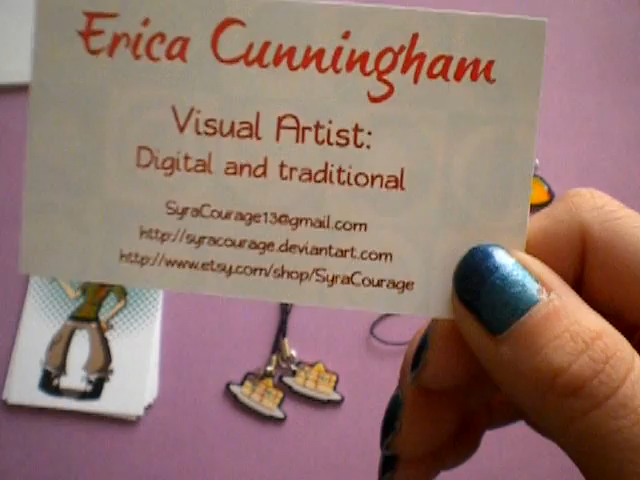 Erica Cunningham
Visual Artist:
Digital and traditional
SyraCourage13@gmail.com
http://syracourage.deviantart.com
http://www.etsy.com/shop/SyraCourage